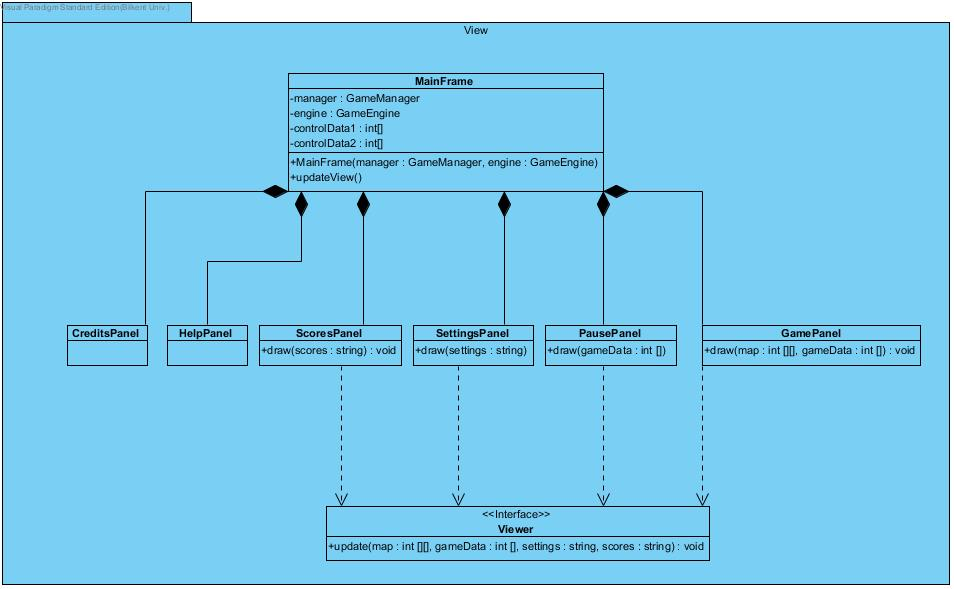 Visual Paradigm Standard Edition(Bilkent Univ.)
View
MainFrame
-manager : GameManager
-engine : GameEngine
-controlData1 : int[]
-controlData2 : int[]
+MainFrame(manager : GameManager, engine : GameEngine)
+updateView()
CreditsPanel
HelpPanel
ScoresPanel
+draw(scores : string) : void
SettingsPanel
+draw(settings : string)
PausePanel
+draw(gameData : int [])
GamePanel
+draw(map : int [][], gameData : int []) : void
<<Interface>>
Viewer
+update(map : int [][], gameData : int [], settings : string, scores : string) : void